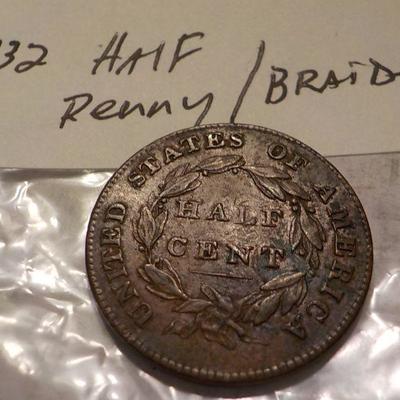 32 HALF
Penny / BRAID
UNITED STATES OF AMERICA
HALF
CENT